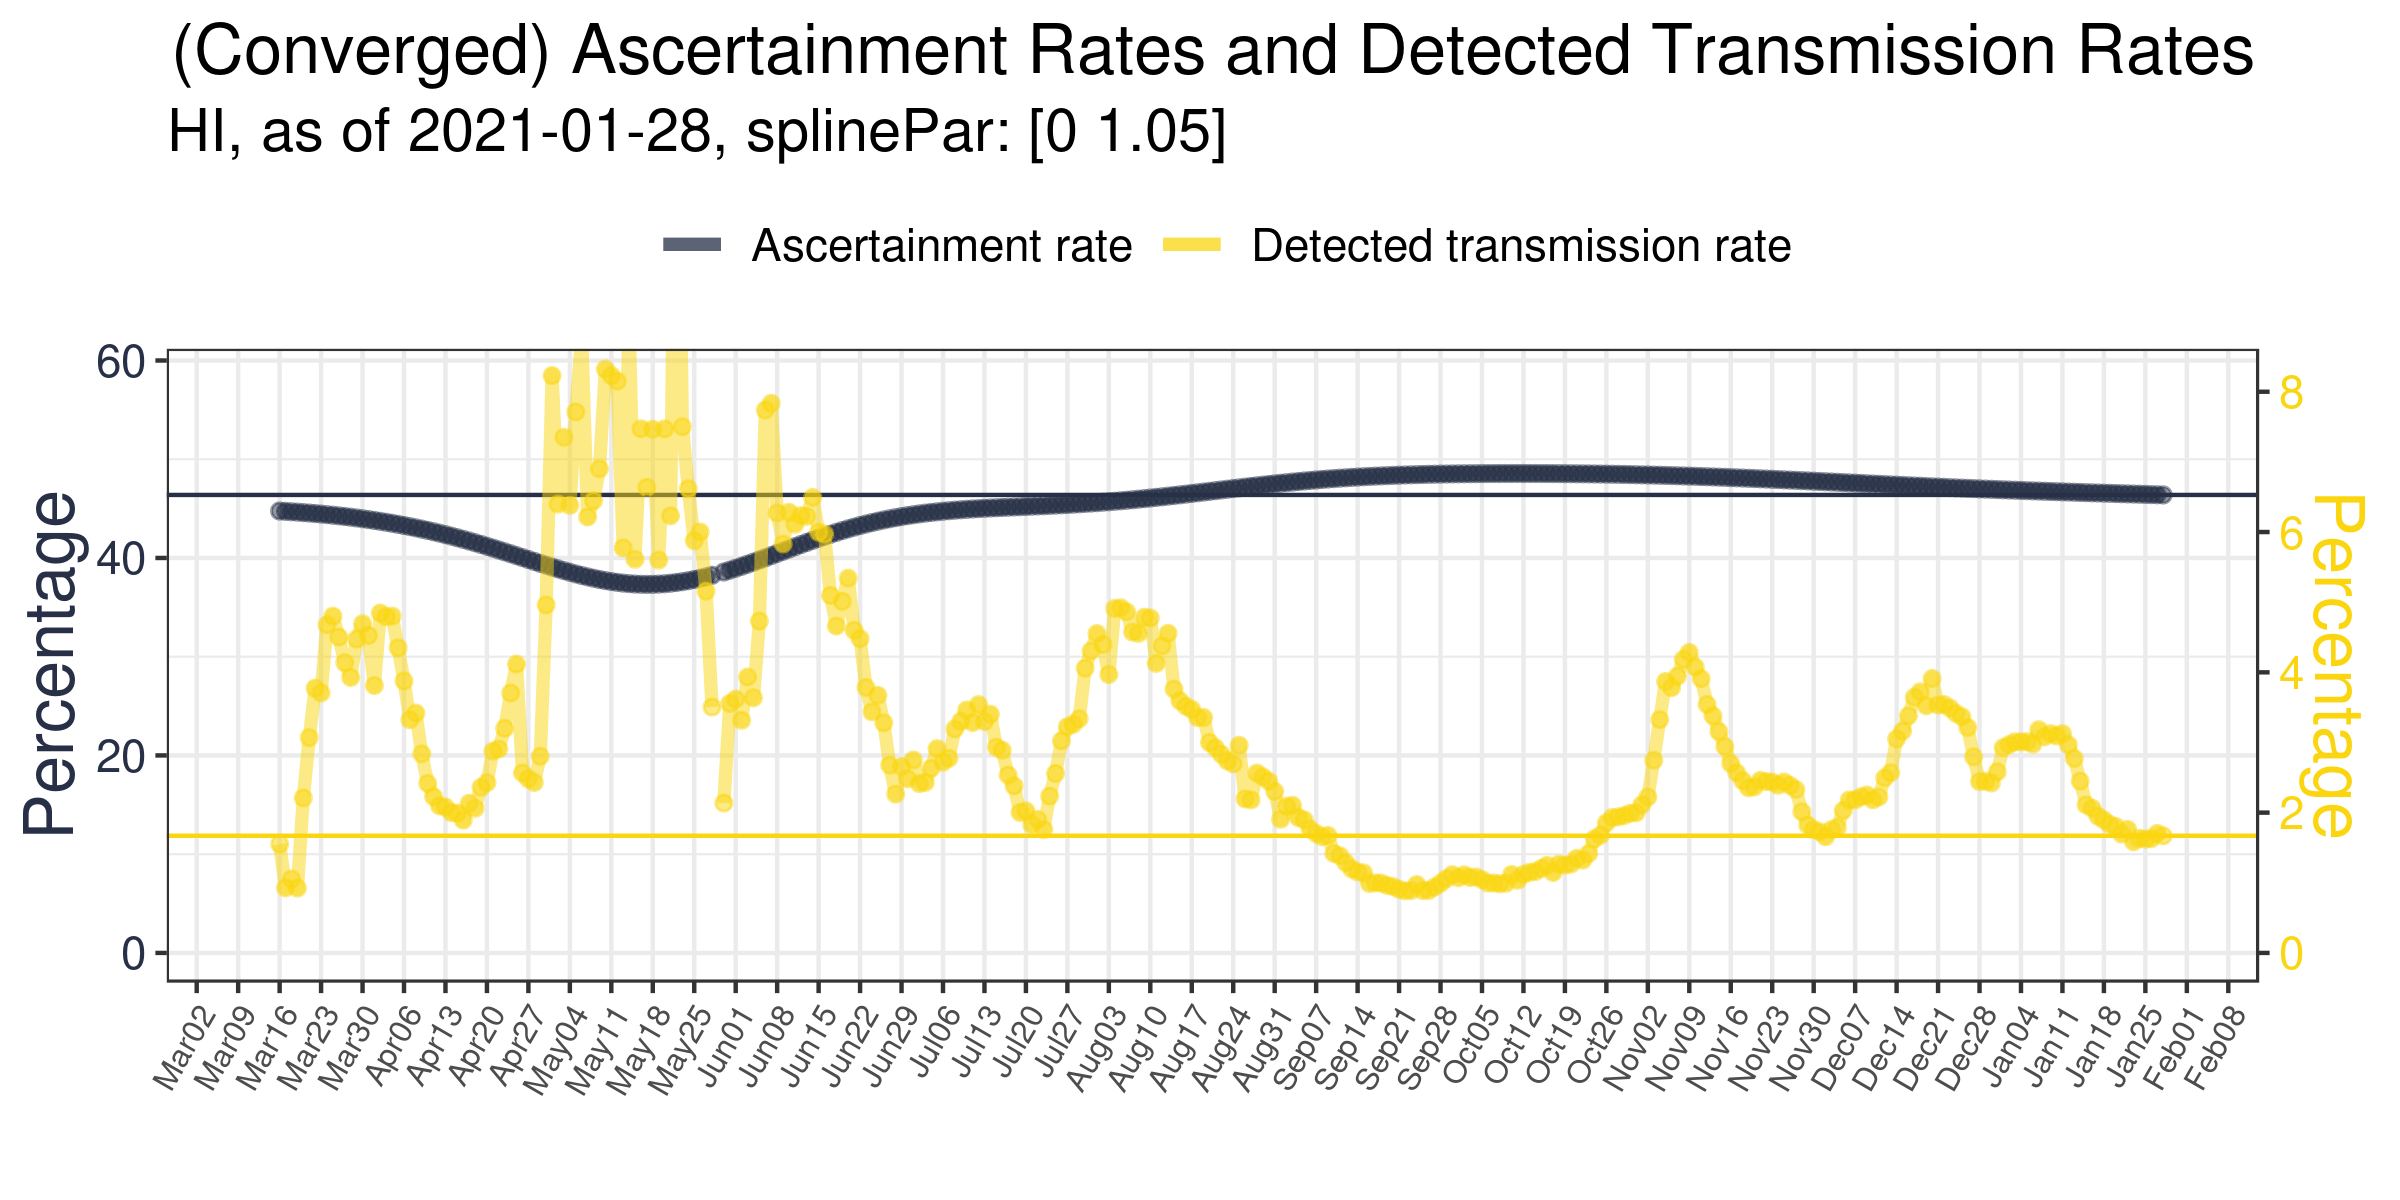 (Converged) Ascertainment Rates and Detected Transmission Rates
HI, as of 2021-01-28, splinePar: [0 1.05]
Ascertainment rate
Detected transmission rate
Percentage
60
40
20
0
8
6
4
2
0
Percentage
Mar02
Mar09
Mar16
Mar23
Mar30
Apr06
Apr13
Apr20
Apr27
May04
May11
May18
May25
Jun01
Jun08
Jun15
Jun22
Jun29
Jul06
Jul13
Jul20
Jul27
Aug03
Aug10
Aug17
Aug24
Aug31
Sep07
Sep14
Sep21
Sep28
Oct05
Oct12
Oct19
Oct26
Nov02
Nov09
Nov16
Nov23
Nov30
Dec07
Dec14
Dec21
Dec28
Jan04
Jan11
Jan18
Jan25
Feb01
Feb08